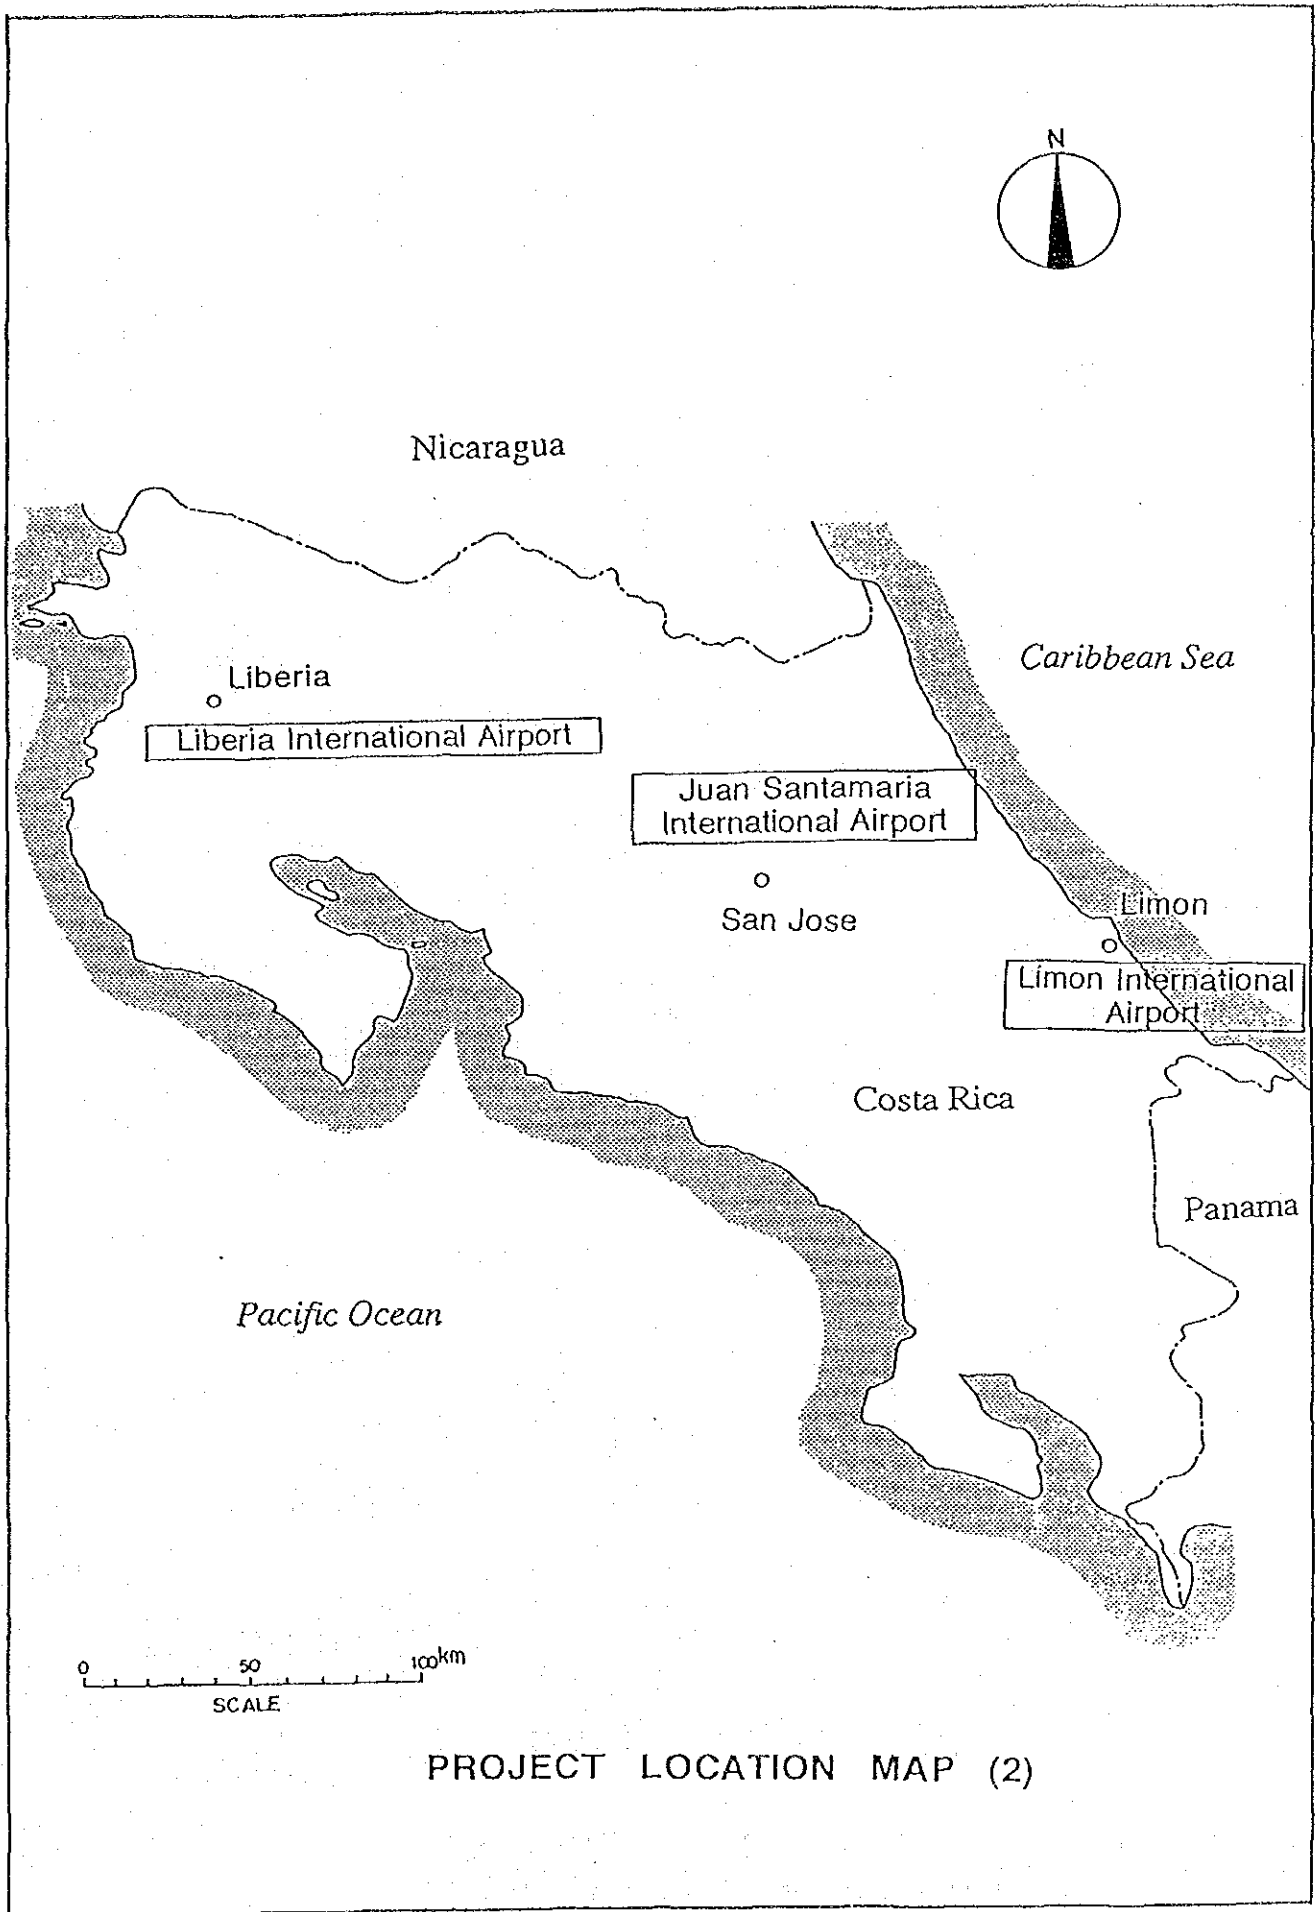 N
Nicaragua
Caribbean Sea
Liberia
Liberia International Airport
Juan Santamaria
International Airport
San Jose
Limon
Limon International
Airport
Costa Rica
Panama
Pacific Ocean
0 50 100km
SCALE
PROJECT LOCATION MAP (2)